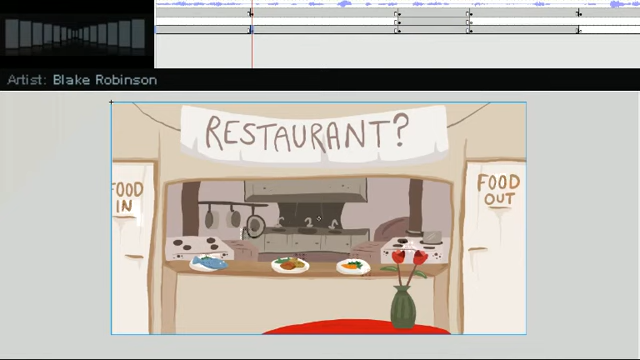 Artist: Blake Robinson
RESTAURANT?
FOOD
IN
FOOD
OUT